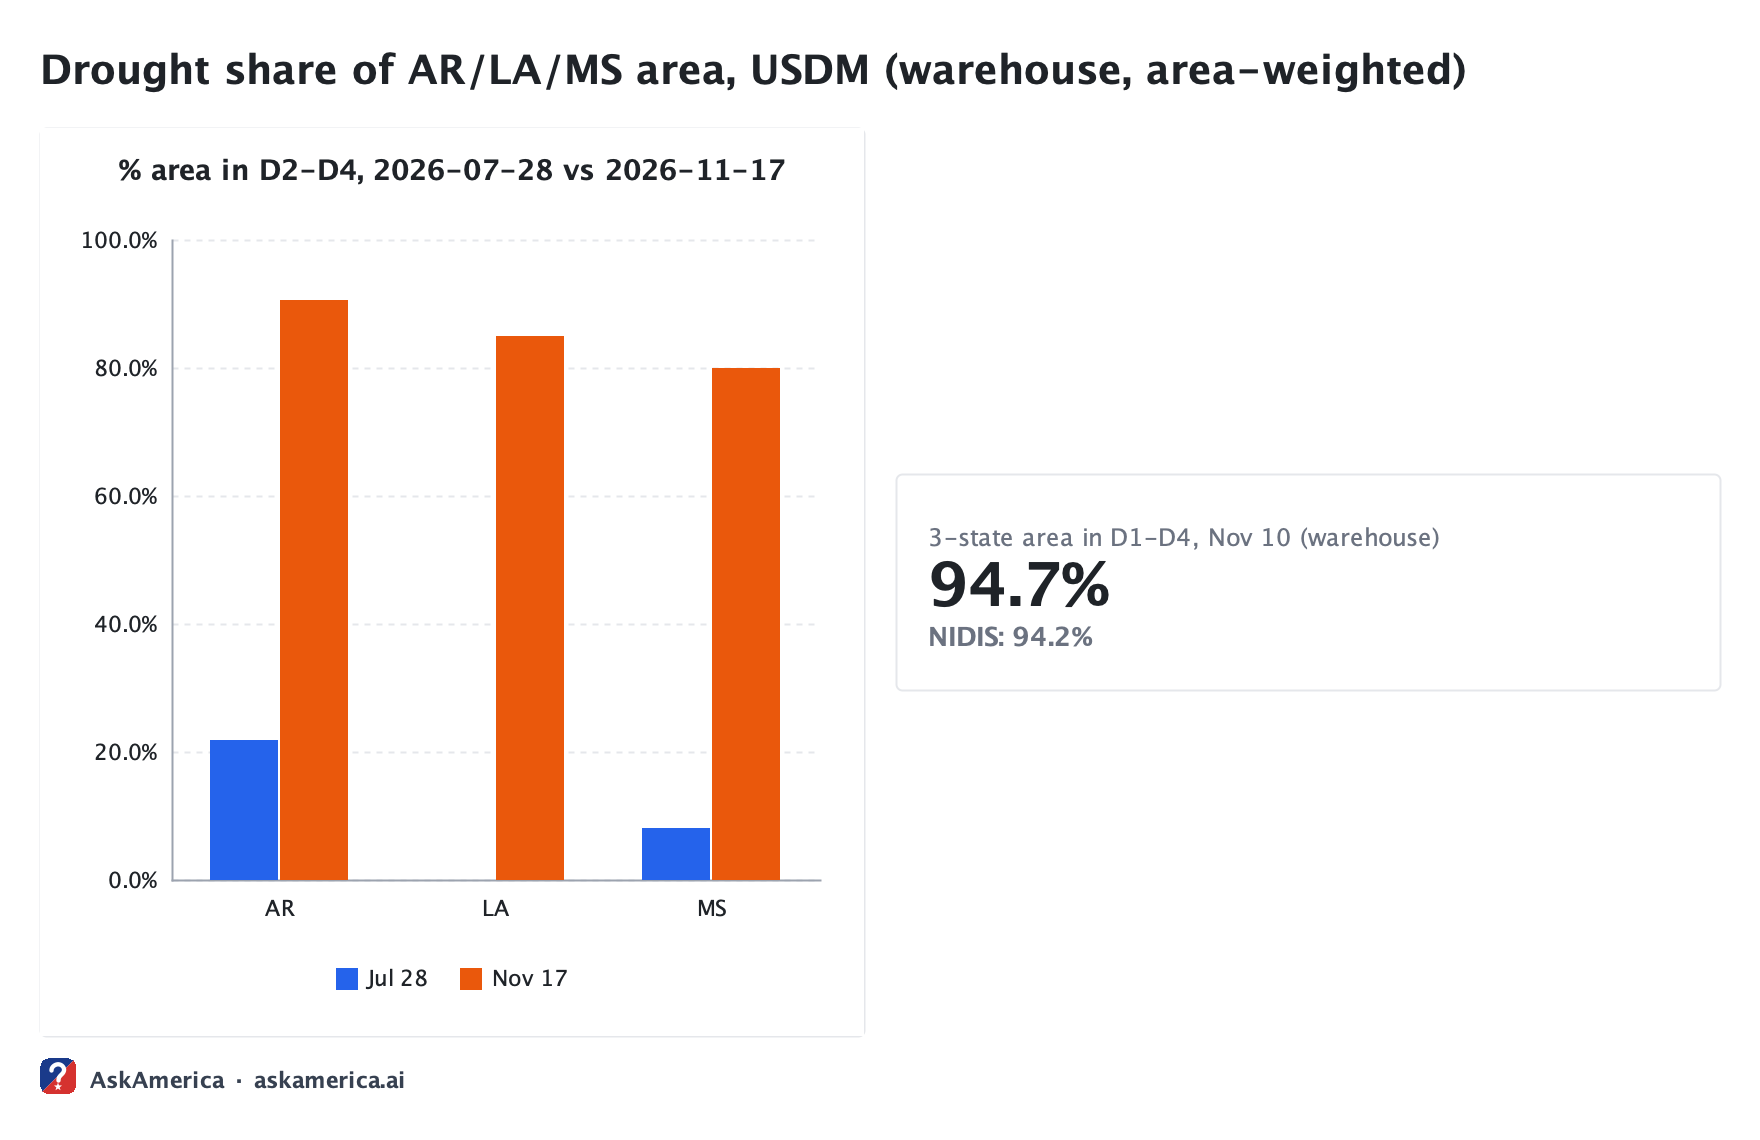 Drought share of AR/LA/MS area, USDM (warehouse, area-weighted)
% area in D2-D4, 2026-07-28 vs 2026-11-17
100.0%
80.0%
60.0%
40.0%
20.0%
0.0%
AR LA MS
Jul 28 Nov 17
3-state area in D1-D4, Nov 10 (warehouse)
94.7%
NIDIS: 94.2%
AskAmerica · askamerica.ai